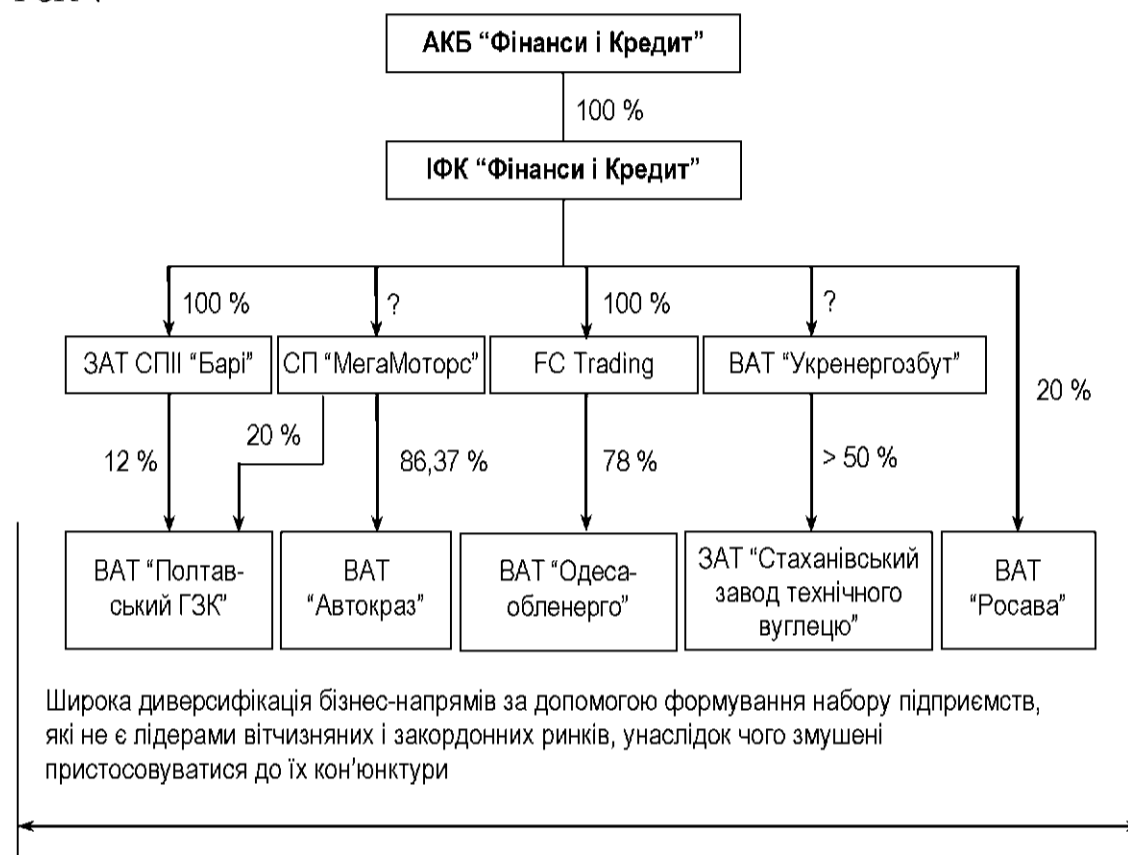 АКБ “Фінанси і Кредит”
100 %
ІФК “Фінанси і Кредит”
100 %
?
100 %
?
ЗАТ СПІІ “Барі”
СП “МегаМоторс”
FC Trading
ВАТ “Укренергозбут”
20 %
12 %
20 %
86,37 %
78 %
> 50 %
ВАТ “Полтав-
ський ГЗК”
ВАТ
“Автокраз”
ВАТ “Одеса-
обленерго”
ЗАТ “Стаханівський
завод технічного
вуглецю”
ВАТ
“Росава”
Широка диверсифікація бізнес-напрямів за допомогою формування набору підприємств,
які не є лідерами вітчизняних і закордонних ринків, унаслідок чого змушені
пристосовуватися до їх кон’юнктури